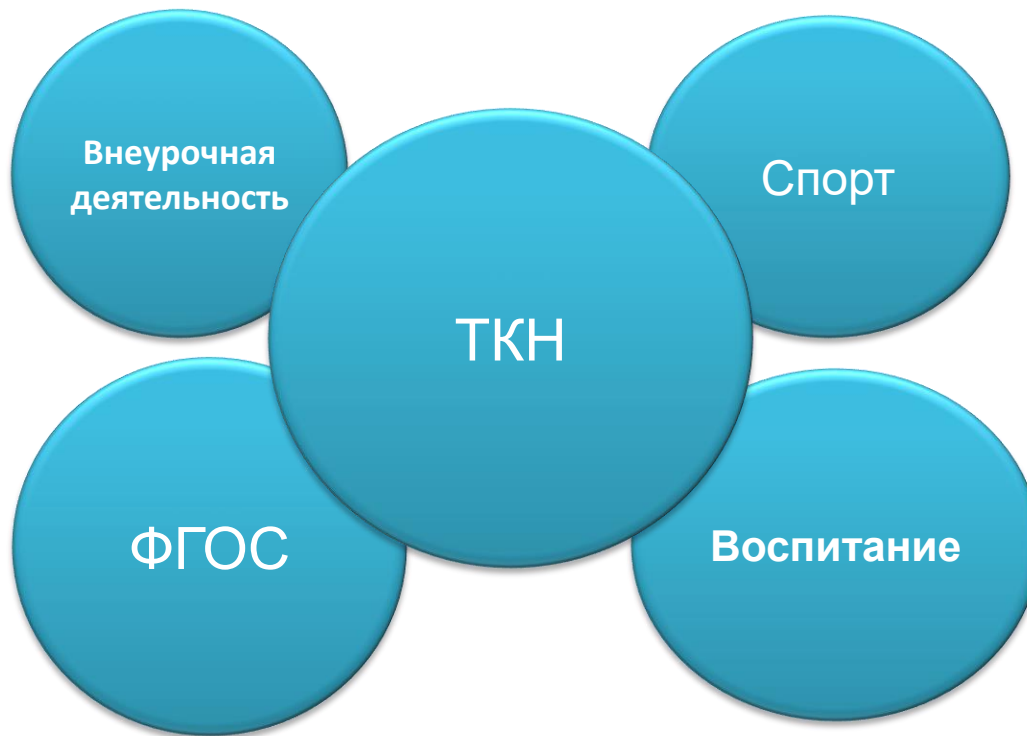 Внеурочная
деятельность
Спорт
ТКН
ФГОС
Воспитание